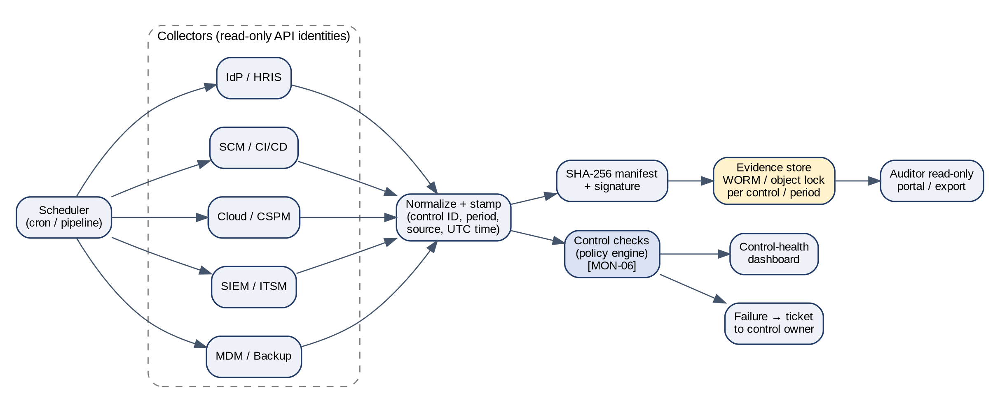 Collectors (read-only API identities)
IdP / HRIS
SCM / CI/CD
Scheduler
(cron / pipeline)
Cloud / CSPM
SIEM / ITSM
MDM / Backup
Normalize + stamp
(control ID, period,
source, UTC time)
SHA-256 manifest
+ signature
Evidence store
WORM / object lock
per control / period
Auditor read-only
portal / export
Control checks
(policy engine)
[MON-06]
Control-health
dashboard
Failure → ticket
to control owner